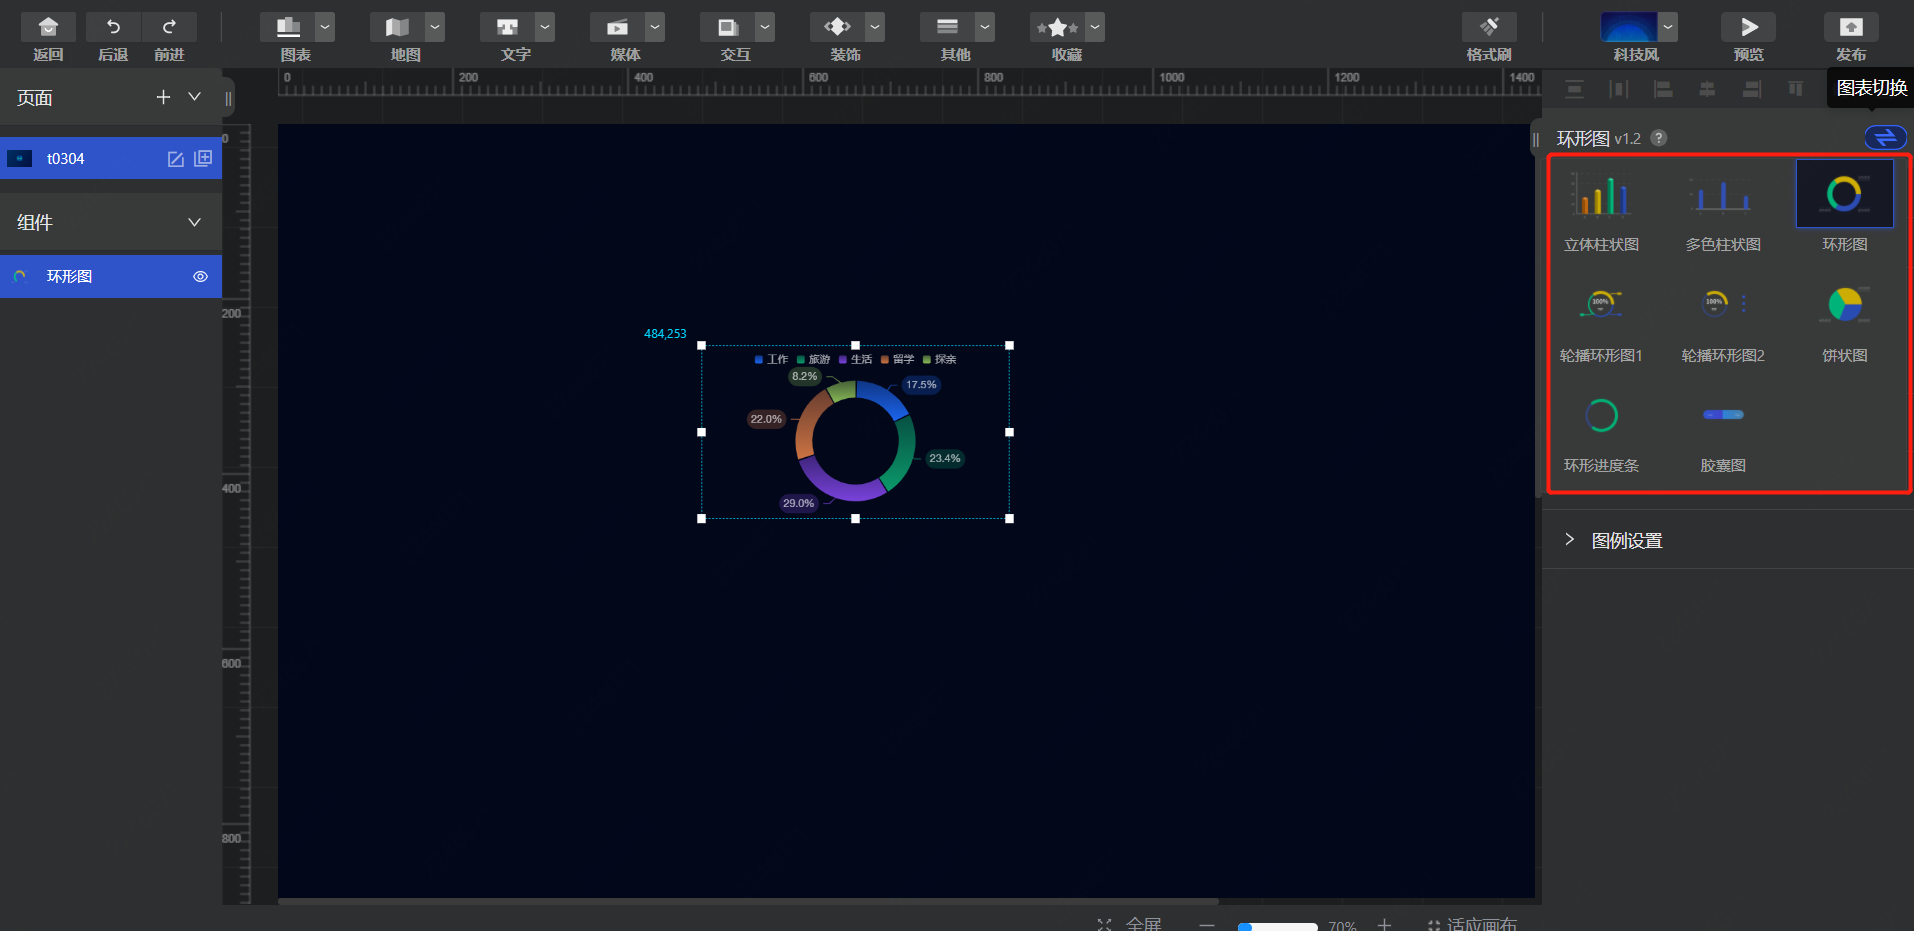 返回 后退 前进 图表 地图 文字 媒体 交互 装饰 其他 收藏 格式刷 科技风 预览 发布
图表切换
0 200 400 600 800 1000 1200 1400
页面
t0304
组件
环形图
0
200
400
600
800
484,253
工作 旅游 生活 留学 探亲
8.2%
17.5%
22.0%
23.4%
29.0%
环形图 v1.2 ?
立体柱状图 多色柱状图 环形图
100% 100%
轮播环形图1 轮播环形图2 饼状图
环形进度条 胶囊图
图例设置
全屏 70% 适应画布